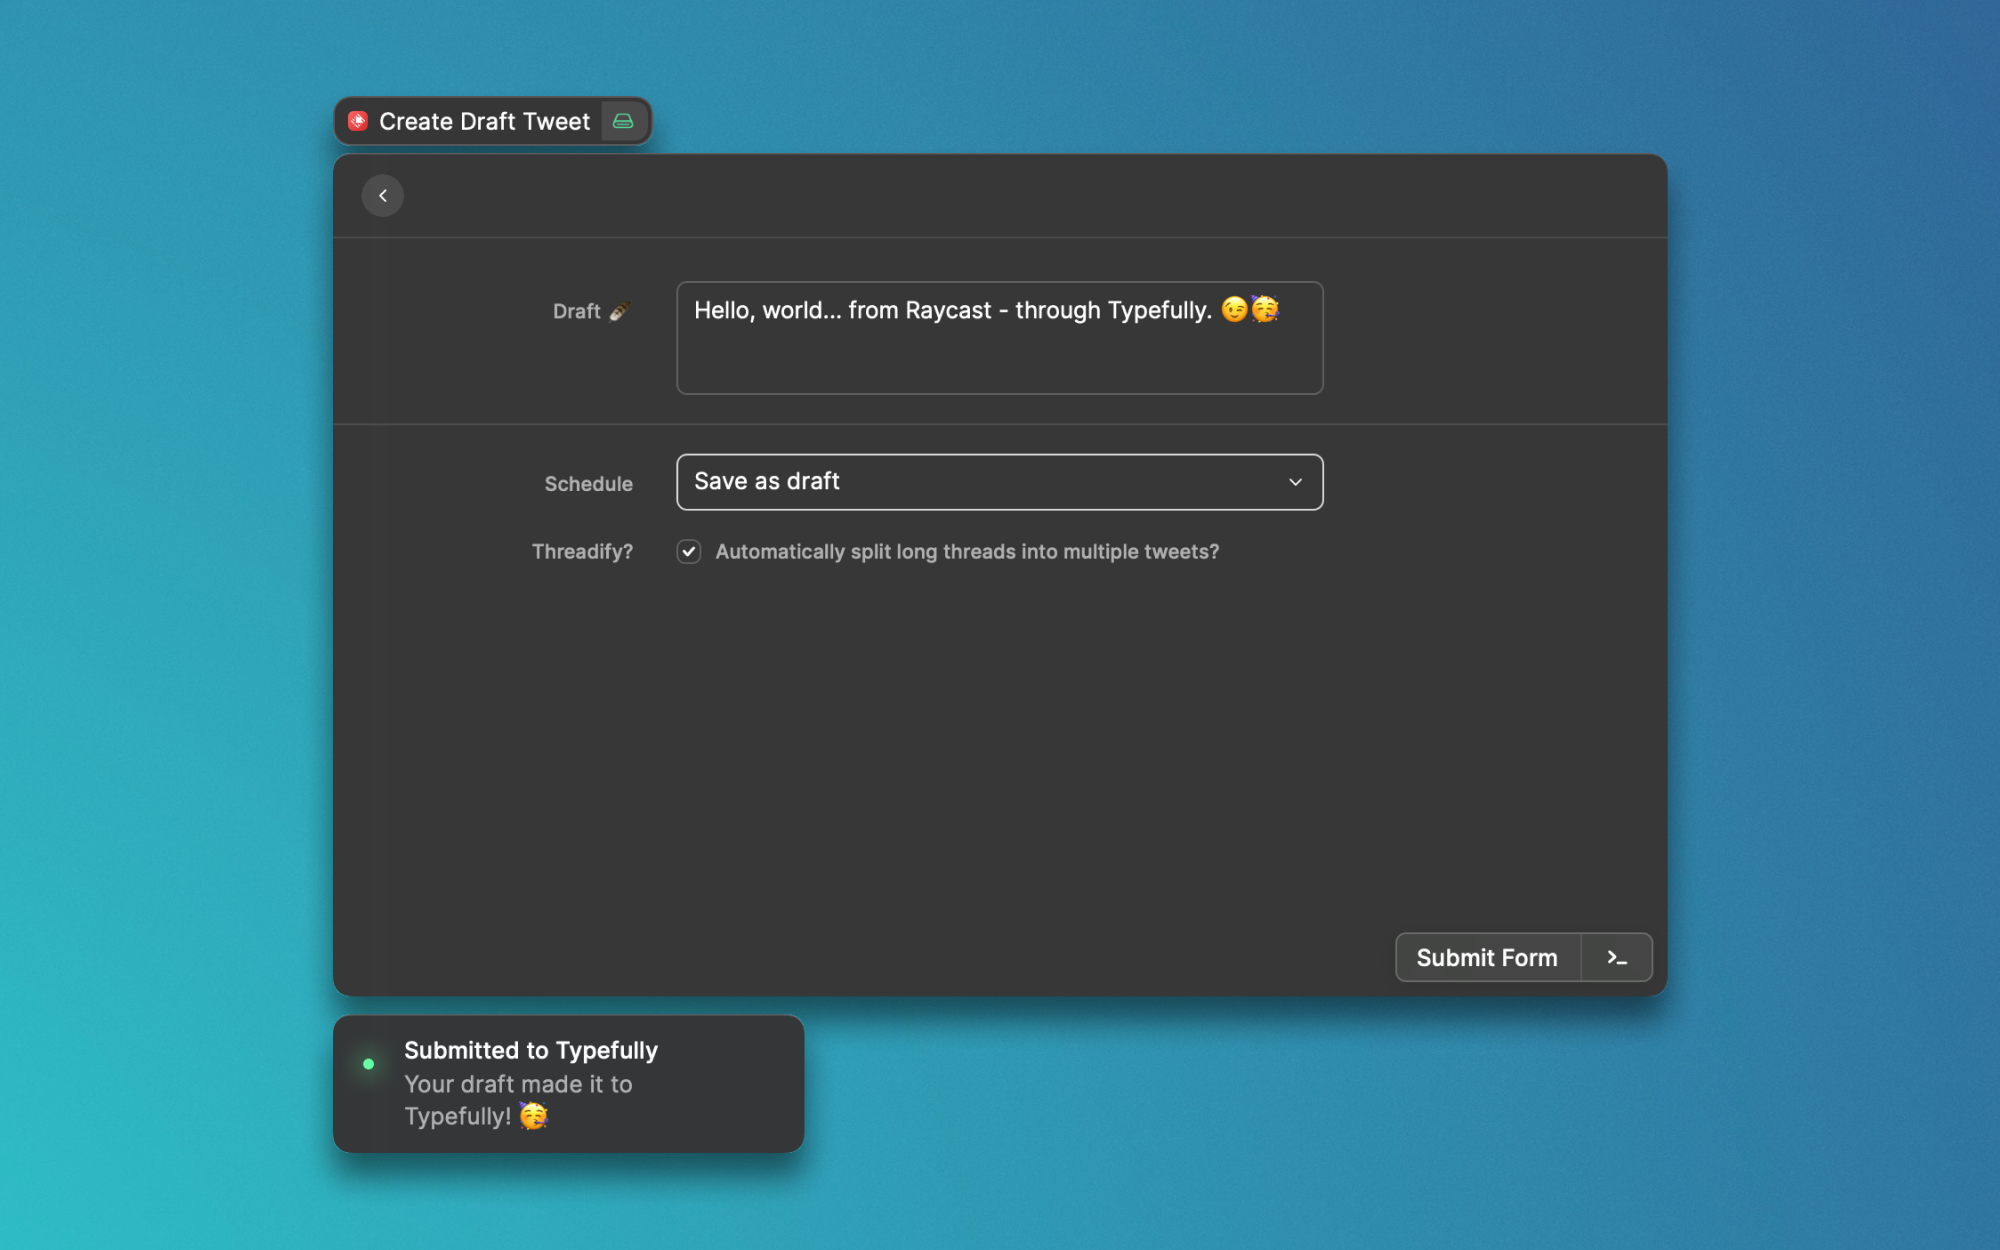 Create Draft Tweet
Draft 🪶
Hello, world... from Raycast - through Typefully. 😉🥳
Schedule
Save as draft
Threadify?
Automatically split long threads into multiple tweets?
Submit Form
Submitted to Typefully
Your draft made it to
Typefully! 🥳